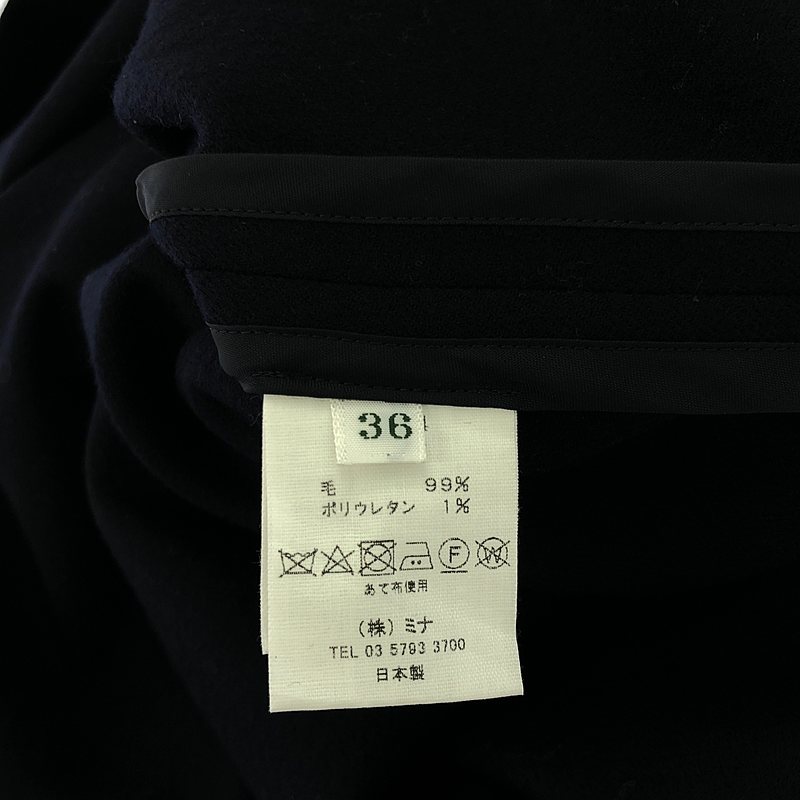 36
毛 99%
ポリウレタン 1%
F W
あて布使用
(株)ミナ
TEL 03 5793 3700
日本製